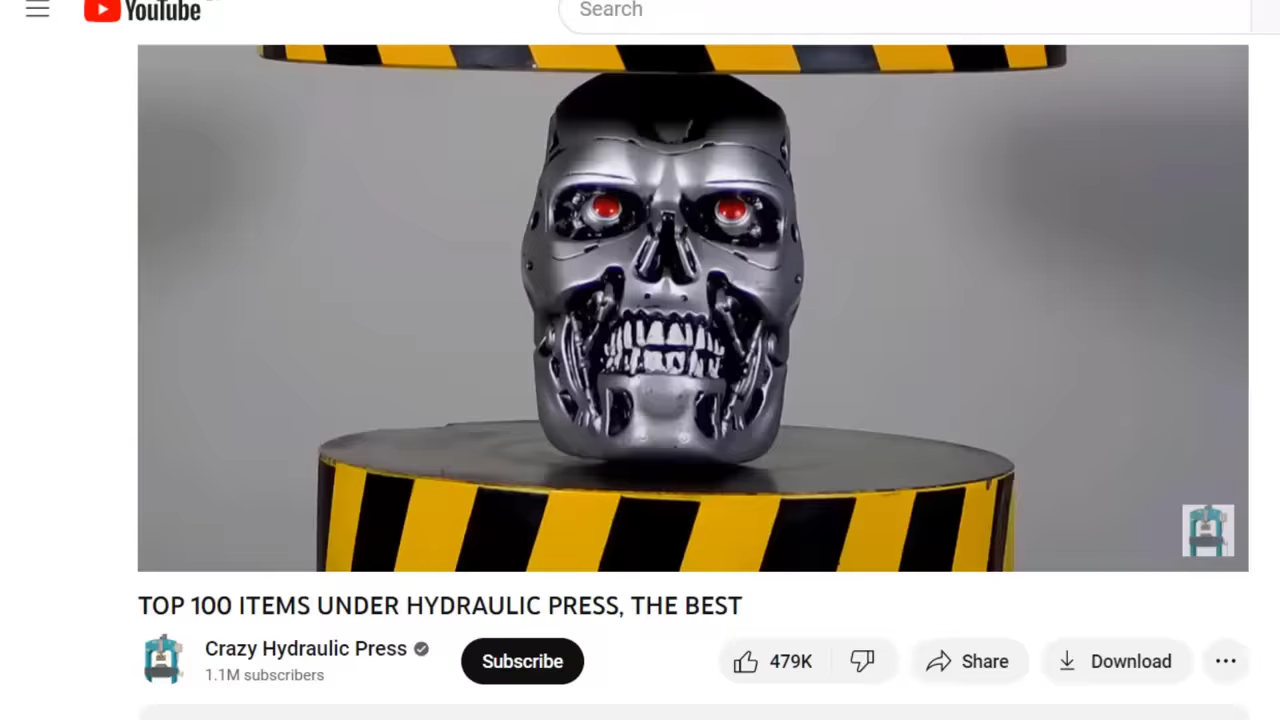 YouTube
Search
TOP 100 ITEMS UNDER HYDRAULIC PRESS, THE BEST
Crazy Hydraulic Press
1.1M subscribers
Subscribe
479K
Share
Download